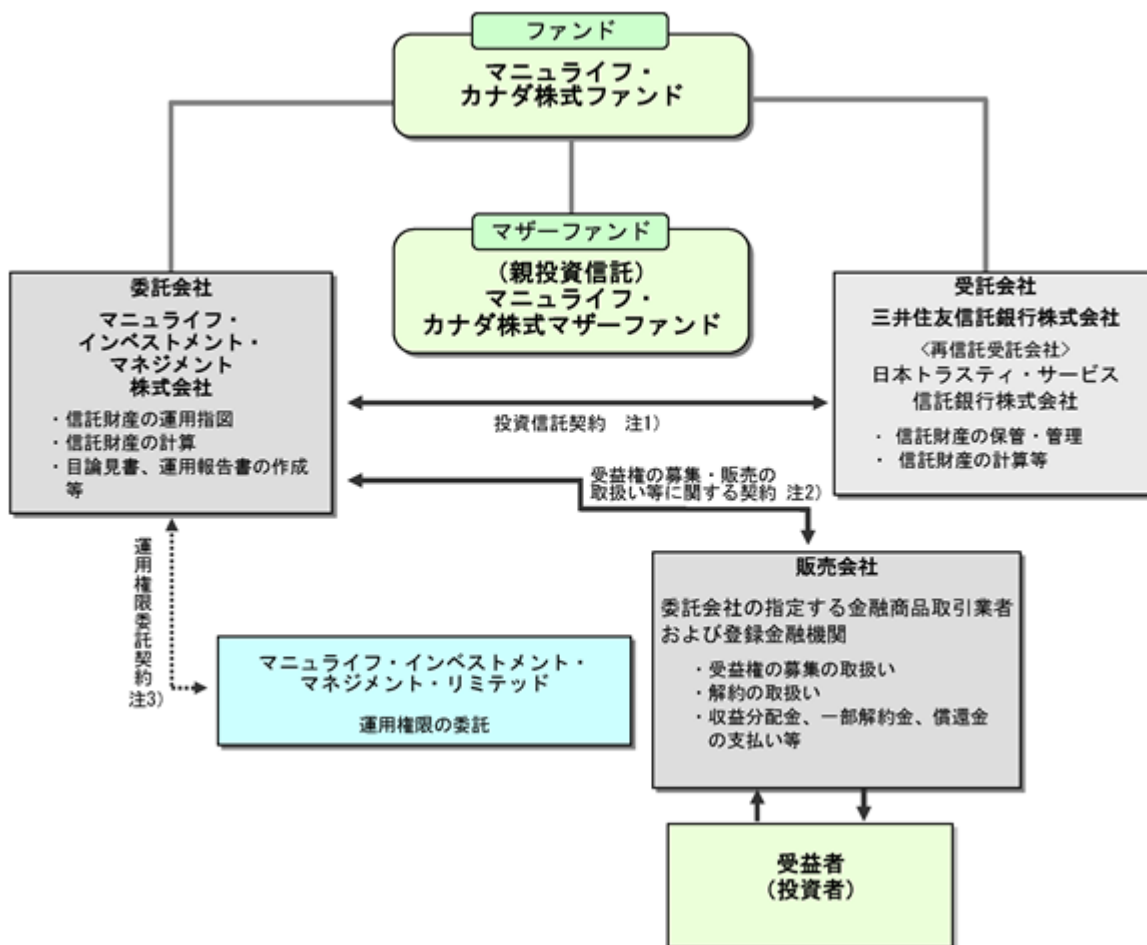 ファンド
マニュライフ・
カナダ株式ファンド
マザーファンド
(親投資信託)
マニュライフ・
カナダ株式マザーファンド
委託会社
マニュライフ・
インベストメント・
マネジメント
株式会社
・信託財産の運用指図
・信託財産の計算
・目論見書、運用報告書の作成
等
受託会社
三井住友信託銀行株式会社
〈再信託受託会社〉
日本トラスティ・サービス
信託銀行株式会社
・ 信託財産の保管・管理
・ 信託財産の計算等
投資信託契約 注1)
受益権の募集・販売の
取扱い等に関する契約 注2)
運用権限委託契約
注3)
マニュライフ・インベストメント・
マネジメント・リミテッド
運用権限の委託
販売会社
委託会社の指定する金融商品取引業者
および登録金融機関
・受益権の募集の取扱い
・解約の取扱い
・収益分配金、一部解約金、償還金
の支払い等
受益者
(投資者)